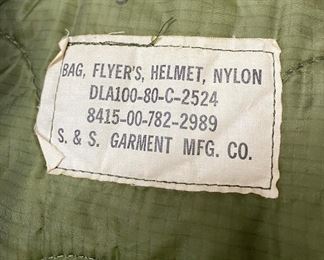 BAG, FLYER'S, HELMET, NYLON
DLA100-80-C-2524
8415-00-782-2989
S. & S. GARMENT MFG. CO.